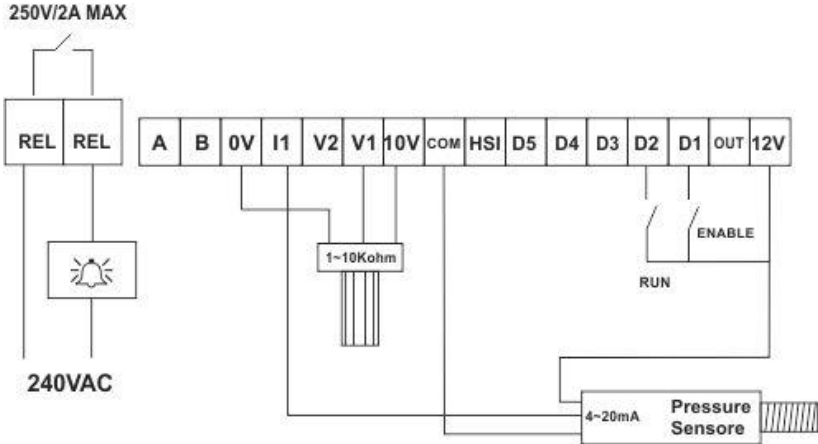 250V/2A MAX
REL REL A B 0V I1 V2 V1 10V COM HSI D5 D4 D3 D2 D1 OUT 12V
ENABLE
1~10Kohm
RUN
240VAC
4~20mA Pressure
Sensore